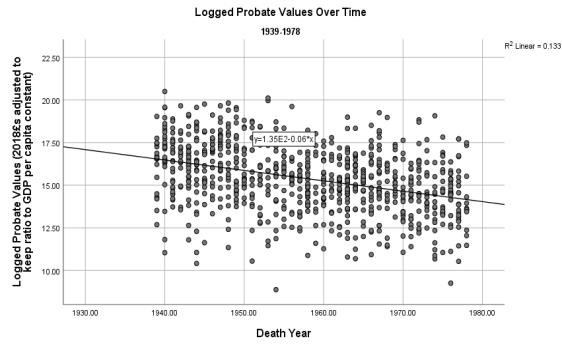 Logged Probate Values Over Time
1939-1978
R² Linear = 0.133
Logged Probate Values (2018£s adjusted to
keep ratio to GDP per capita constant)
22.50
20.00
17.50
15.00
12.50
10.00
y=1.35E2-0.06*x
1930.00 1940.00 1950.00 1960.00 1970.00 1980.00
Death Year